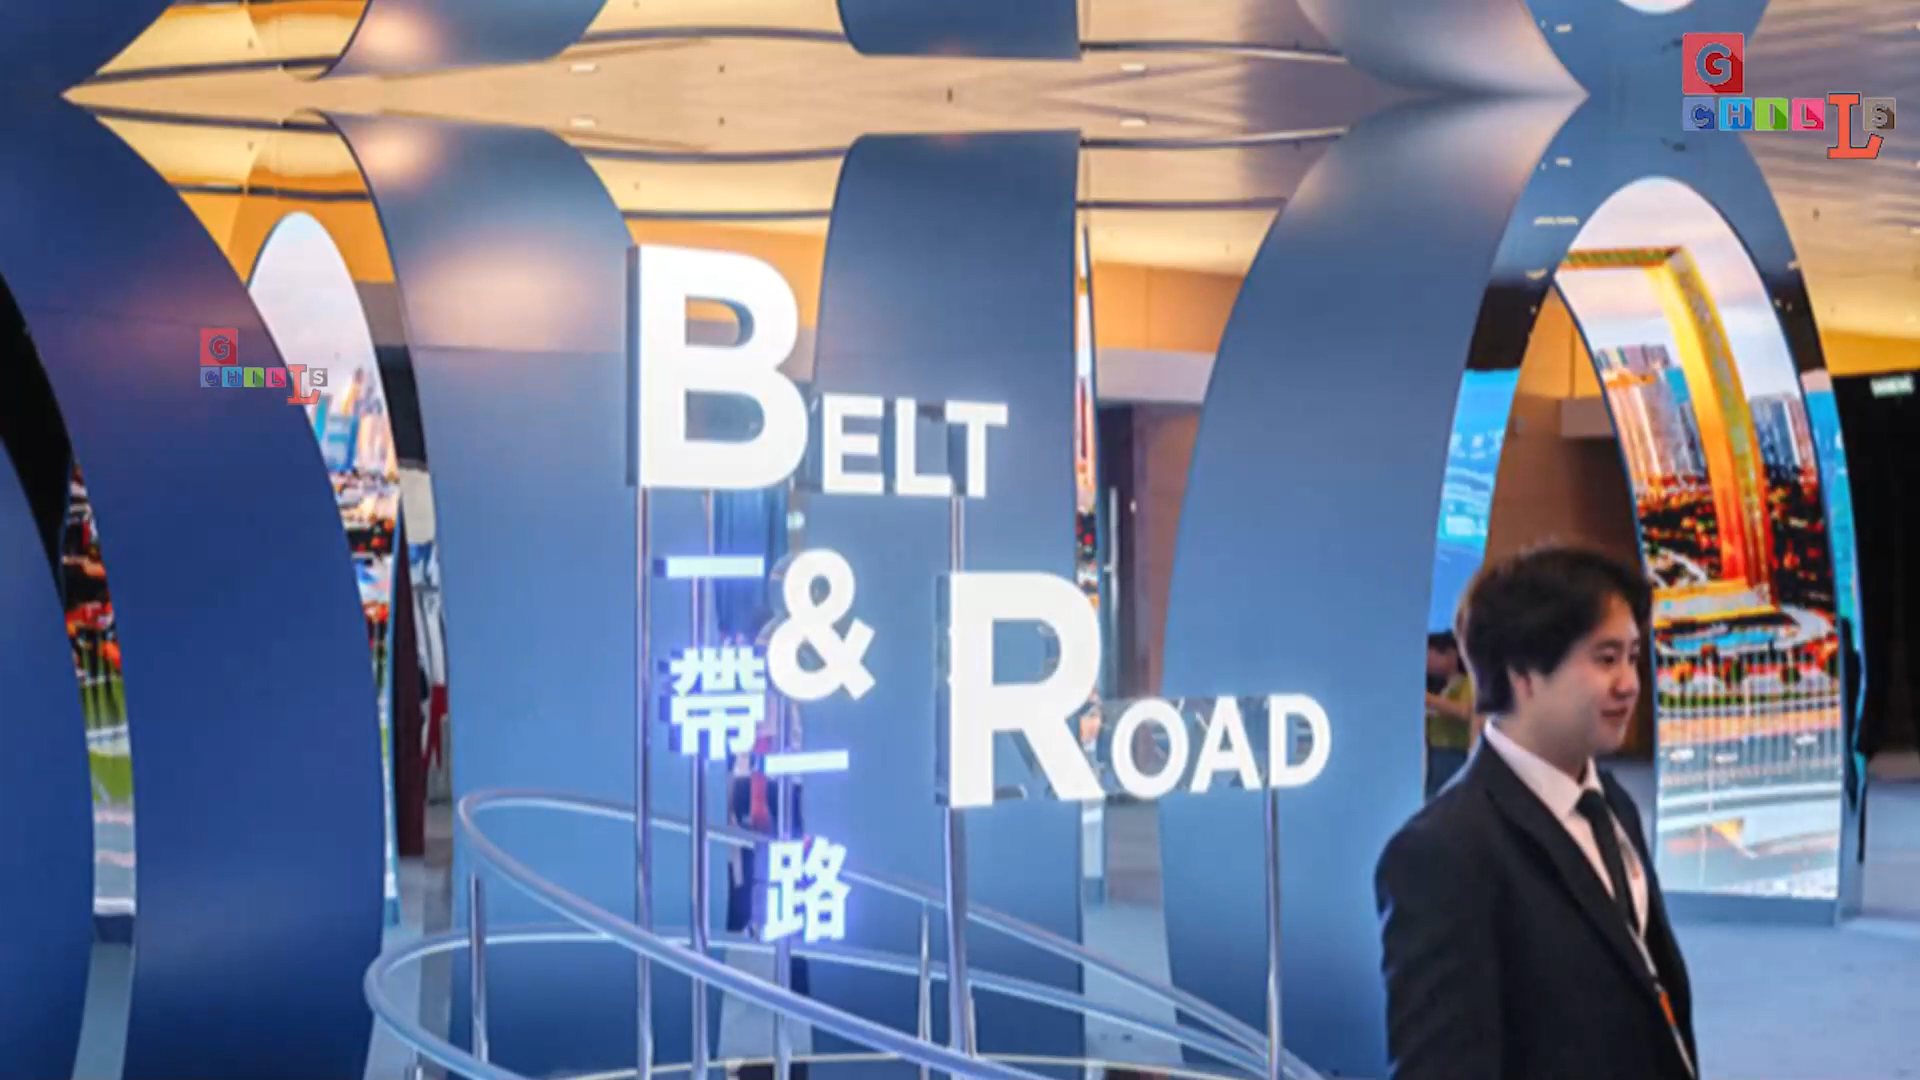 G
CHILLS
G
CHILLS
BELT
&
ROAD
一
帶
一
路